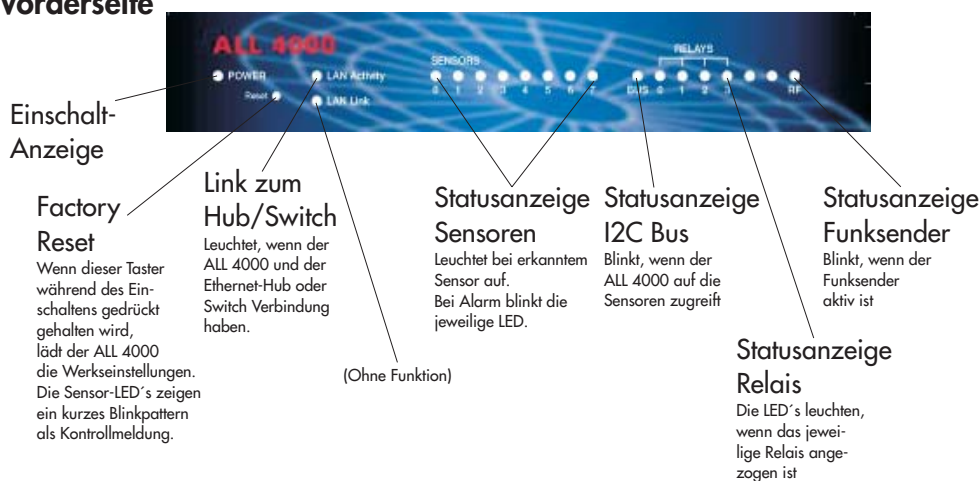 Vorderseite
ALL 4000
POWER
Reset
LAN Activity
LAN Link
SENSORS
0 1 2 3 4 5 6 7
RELAYS
BUS 0 1 2 3
RF
Einschalt-
Anzeige
Factory
Reset
Wenn dieser Taster
während des Ein-
schaltens gedrückt
gehalten wird,
lädt der ALL 4000
die Werkseinstellungen.
Die Sensor-LED´s zeigen
ein kurzes Blinkpattern
als Kontrollmeldung.
Link zum
Hub/Switch
Leuchtet, wenn der
ALL 4000 und der
Ethernet-Hub oder
Switch Verbindung
haben.
(Ohne Funktion)
Statusanzeige
Sensoren
Leuchtet bei erkanntem
Sensor auf.
Bei Alarm blinkt die
jeweilige LED.
Statusanzeige
I2C Bus
Blinkt, wenn der
ALL 4000 auf die
Sensoren zugreift
Statusanzeige
Relais
Die LED´s leuchten,
wenn das jewei-
lige Relais ange-
zogen ist
Statusanzeige
Funksender
Blinkt, wenn der
Funksender
aktiv ist